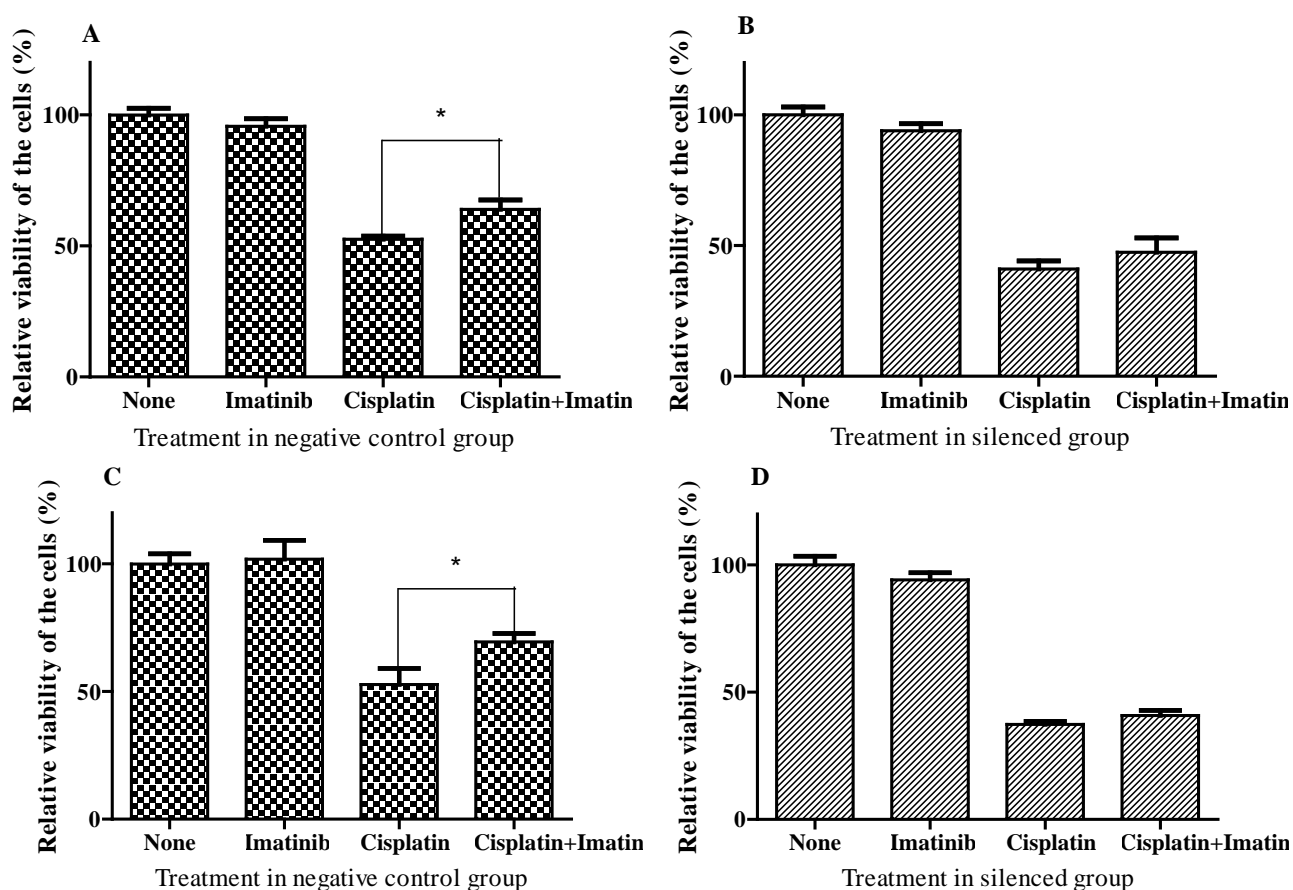 A
Relative viability of the cells (%)
100
50
0
*
None Imatinib Cisplatin Cisplatin+Imatin
Treatment in negative control group
B
Relative viability of the cells (%)
100
50
0
None Imatinib Cisplatin Cisplatin+Imatin
Treatment in silenced group
C
Relative viability of the cells (%)
100
50
0
*
None Imatinib Cisplatin Cisplatin+Imatin
Treatment in negative control group
D
Relative viability of the cells (%)
100
50
0
None Imatinib Cisplatin Cisplatin+Imatin
Treatment in silenced group